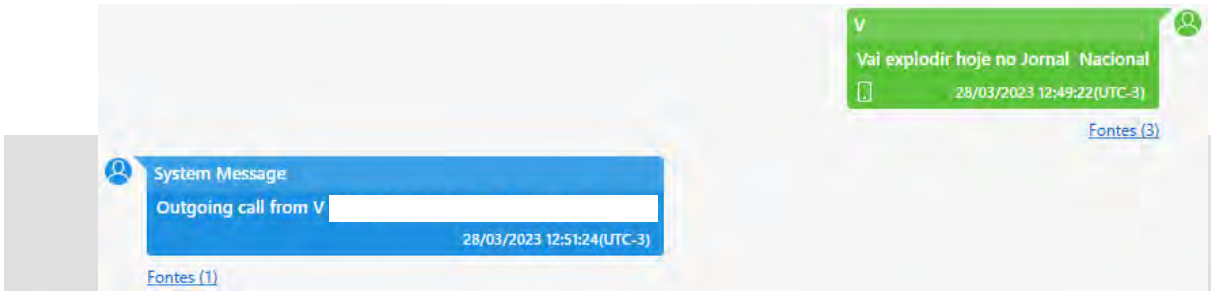 V
Vai explodir hoje no Jornal Nacional
28/03/2023 12:49:22(UTC-3)
Fontes (3)
System Message
Outgoing call from V
28/03/2023 12:51:24(UTC-3)
Fontes (1)